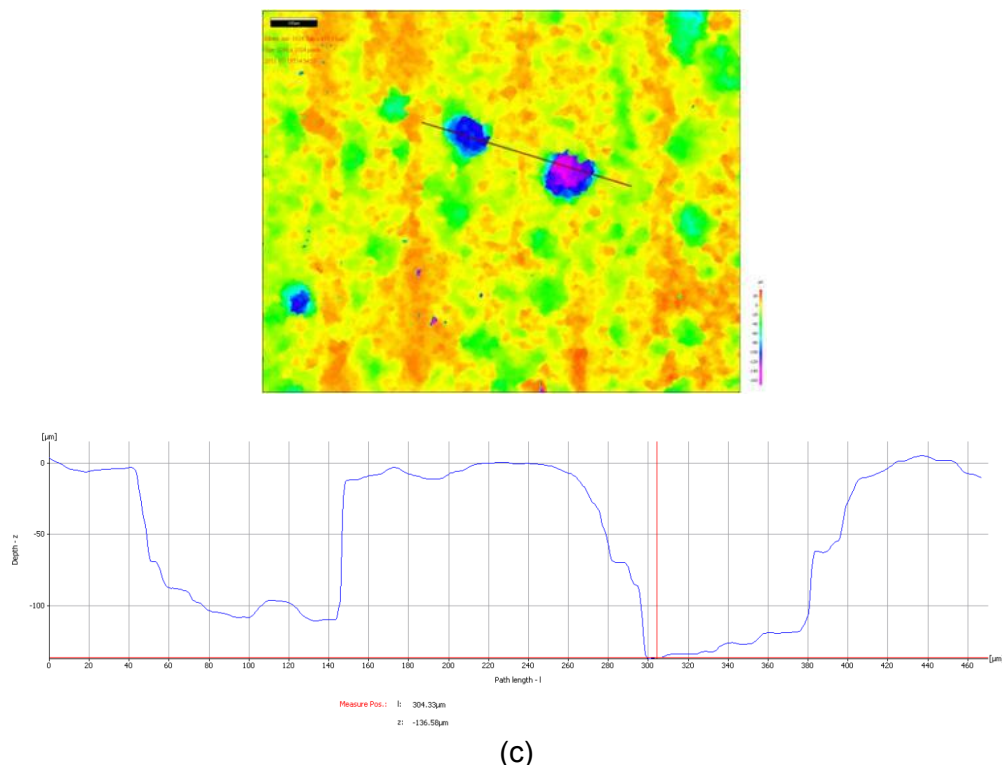 [µm]
0
-50
-100
Depth - z
0 20 40 60 80 100 120 140 160 180 200 220 240 260 280 300 320 340 360 380 400 420 440 460
[µm]
Path length - l
Measure Pos.: l: 304.33µm
z: -136.58µm
(c)